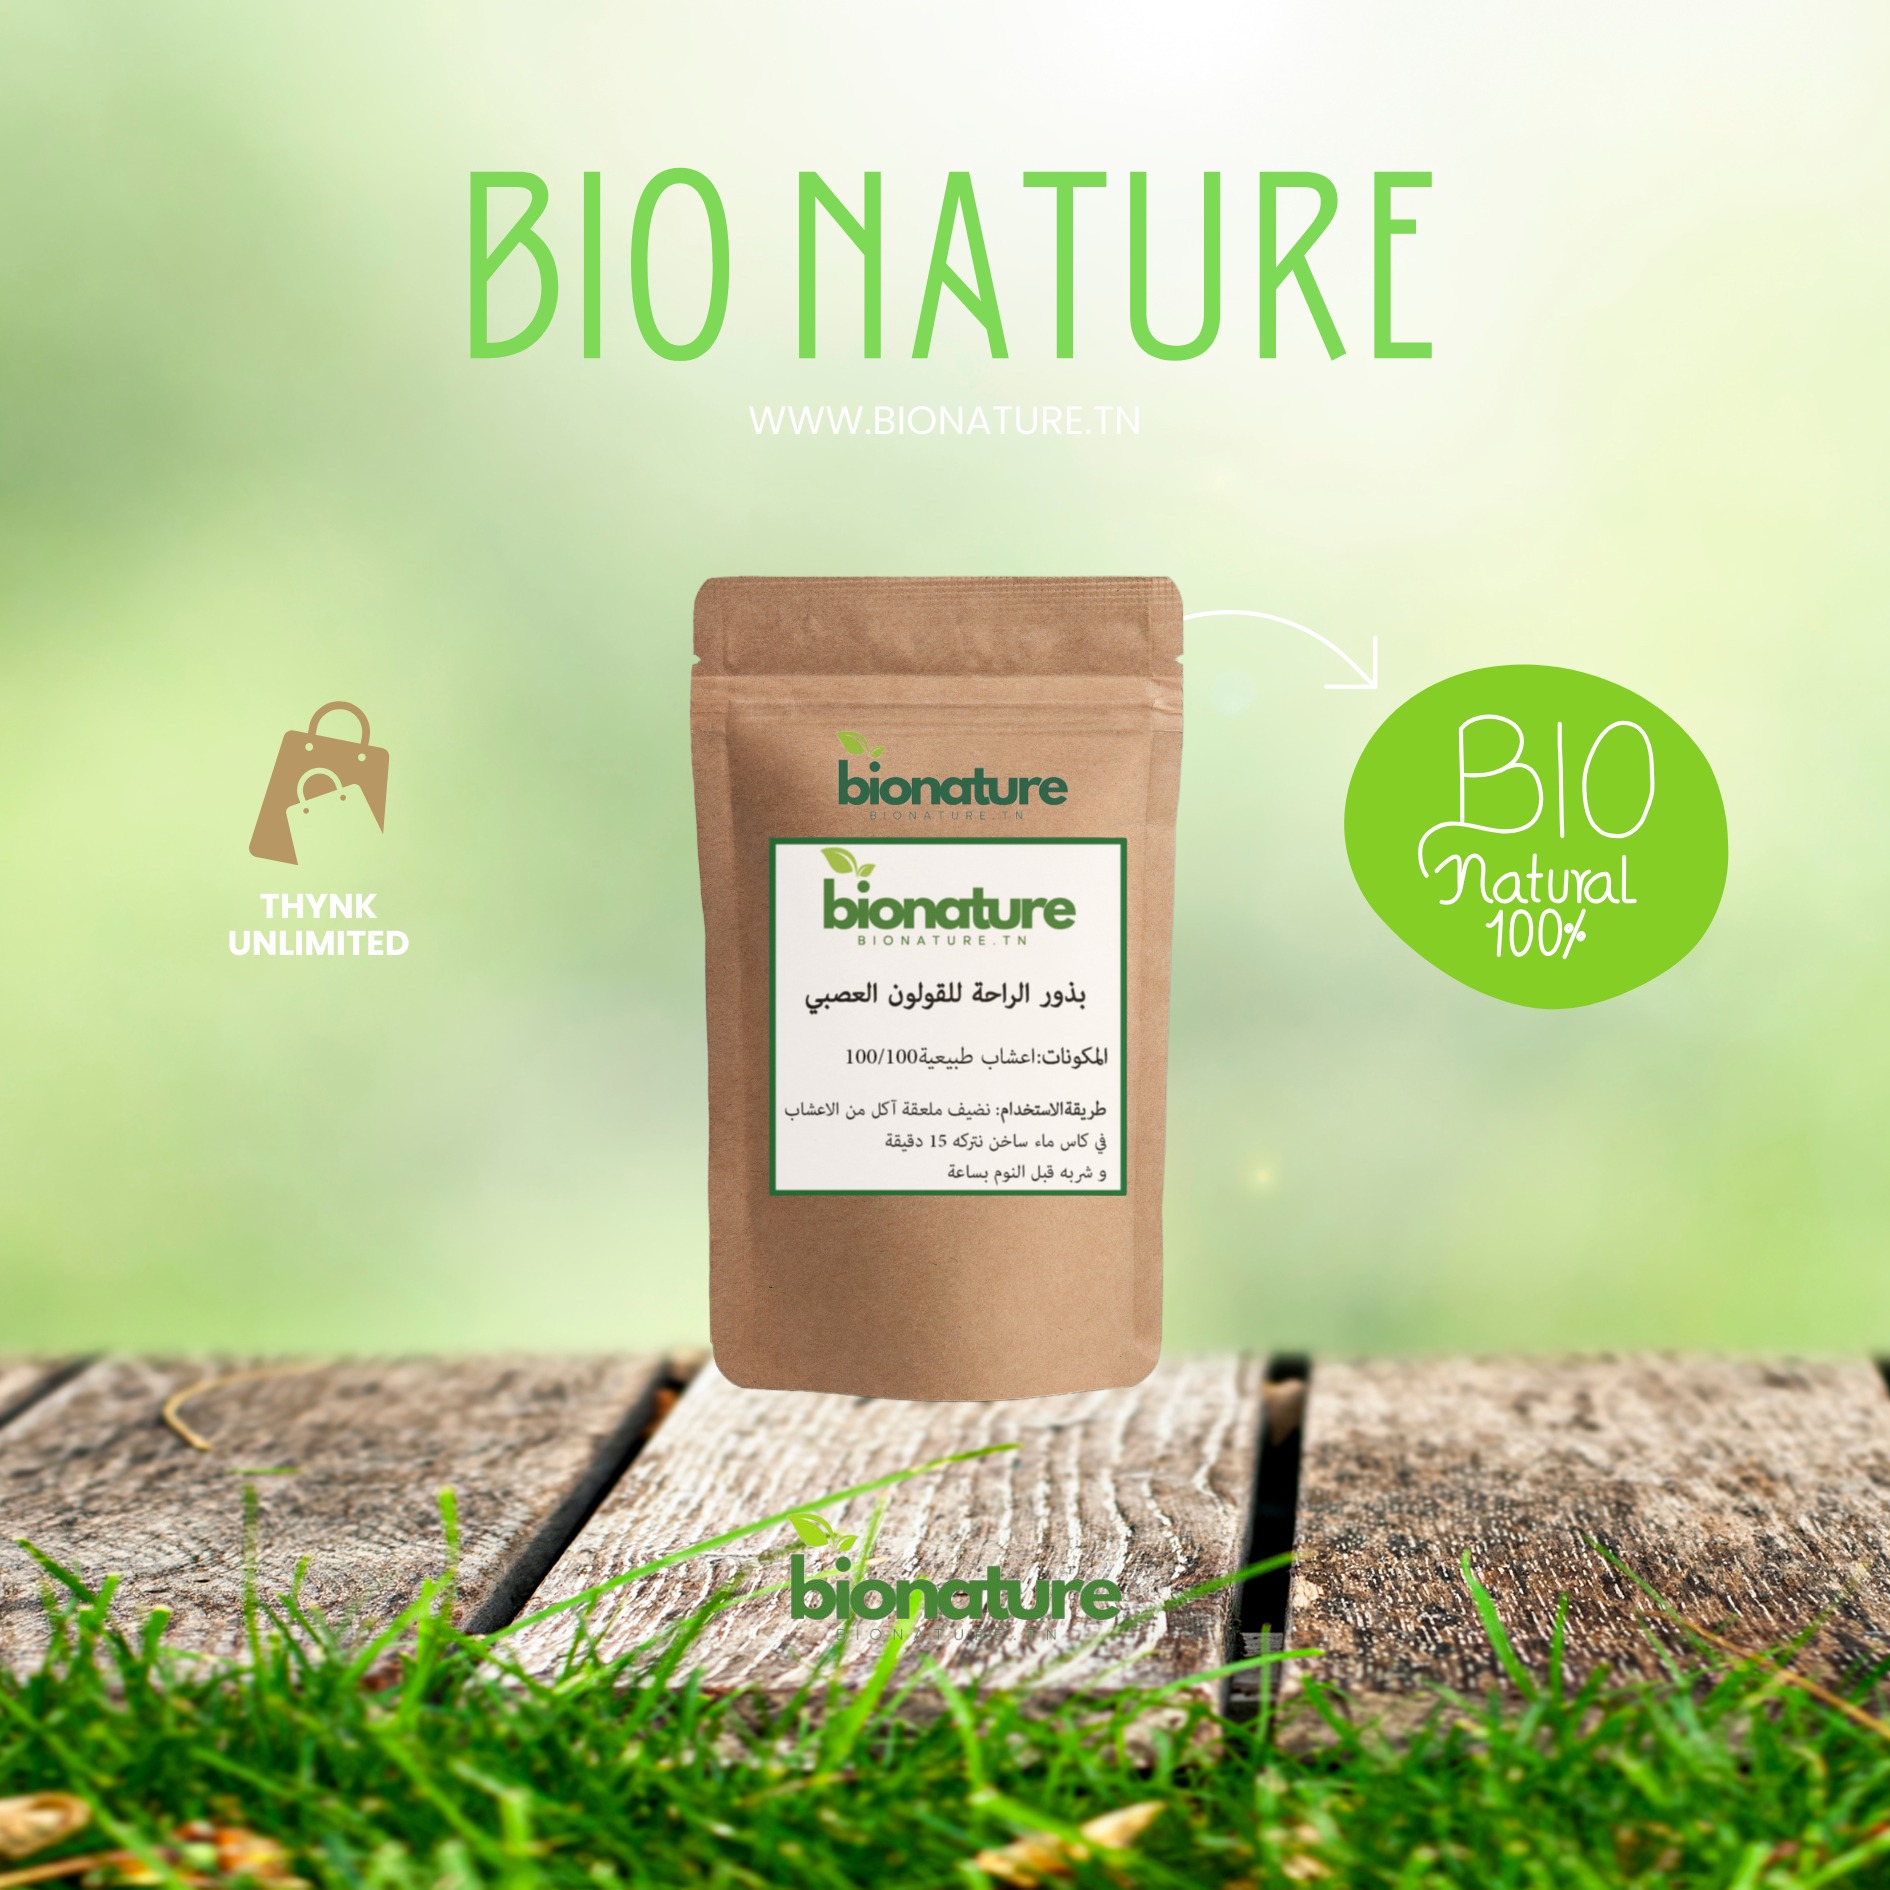 BIO NATURE
WWW.BIONATURE.TN
THYNK
UNLIMITED
bionature
BIONATURE.TN
bionature
BIONATURE.TN
بذور الراحة للقولون العصبي
المكونات:اعشاب طبيعية100/100
طريقةالاستخدام: نضيف ملعقة آكل من الاعشاب
في كاس ماء ساخن نتركه 15 دقيقة
و شربه قبل النوم بساعة
BIO
Natural
100%
bionature
BIONATURE.TN